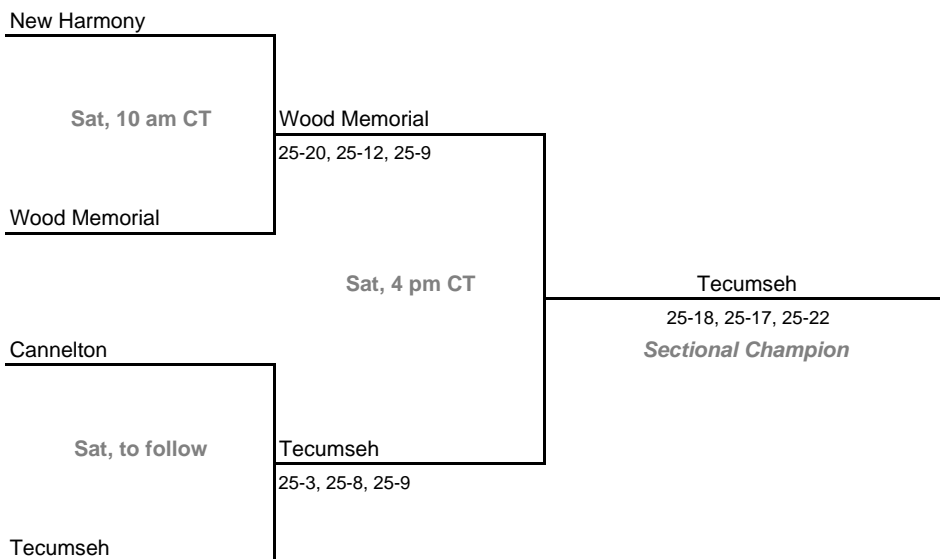 New Harmony
Sat, 10 am CT
Wood Memorial
25-20, 25-12, 25-9
Wood Memorial
Sat, 4 pm CT
Tecumseh
25-18, 25-17, 25-22
Sectional Champion
Cannelton
Sat, to follow
Tecumseh
25-3, 25-8, 25-9
Tecumseh